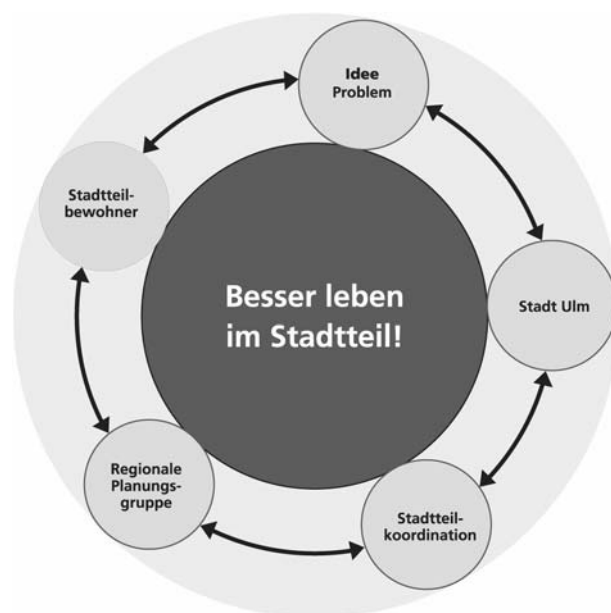 Idee
Problem
Stadtteil-
bewohner
Stadt Ulm
Besser leben
im Stadtteil!
Regionale
Planungs-
gruppe
Stadtteil-
koordination